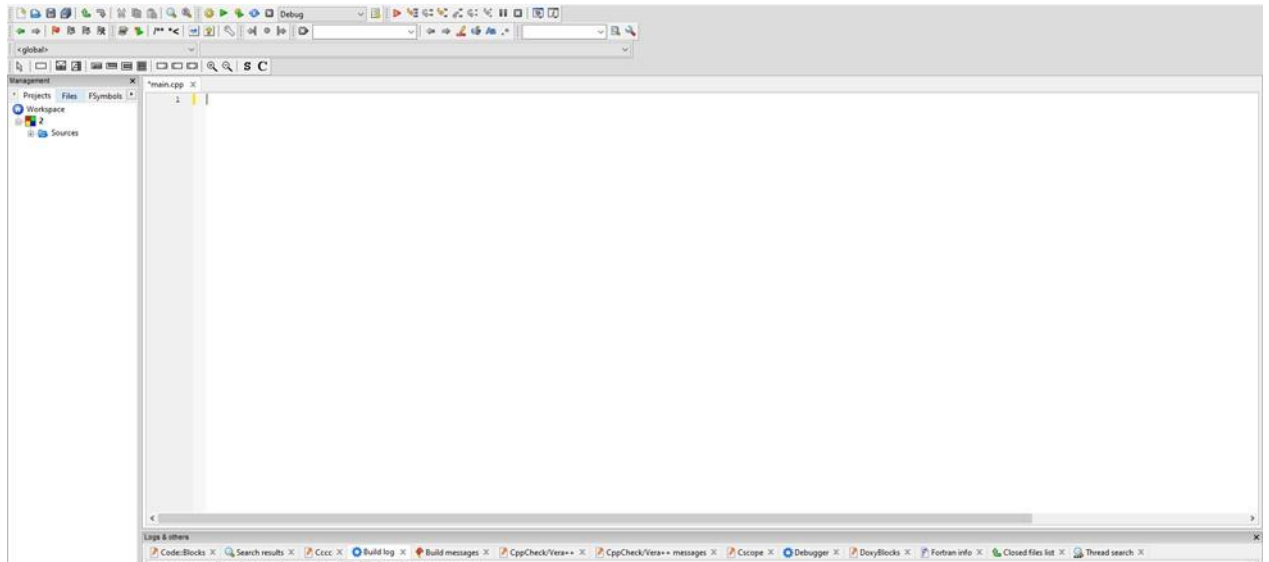 Debug
/** *<
<global>
S C
Management
Projects Files FSymbols
*main.cpp
Workspace
1
2
Sources
Logs & others
Code::Blocks Search results Cccc Build log Build messages CppCheck/Vera++ CppCheck/Vera++ messages Cscope Debugger DoxyBlocks Fortran info Closed files list Thread search